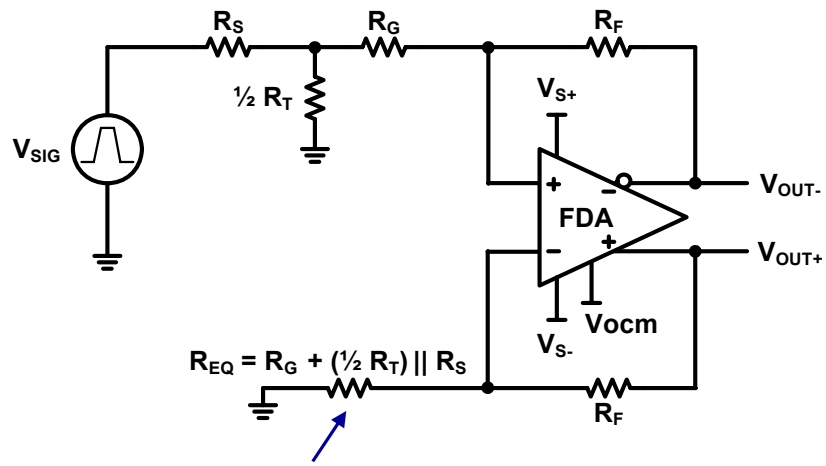 R_S
R_G
R_F
½ R_T
V_S+
V_SIG
+
−
V_OUT-
FDA
−
+
V_OUT+
Vocm
V_S-
R_EQ = R_G + (½ R_T) || R_S
R_F